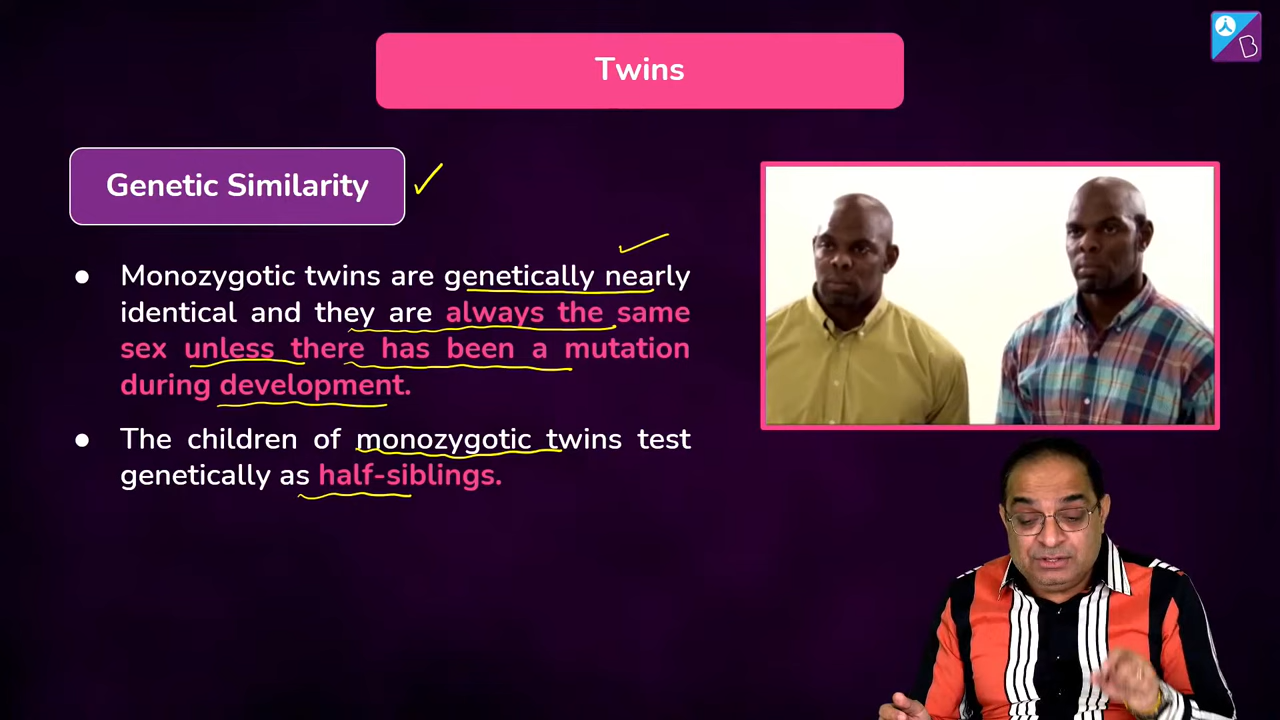 Twins
Genetic Similarity
● Monozygotic twins are genetically nearly
identical and they are always the same
sex unless there has been a mutation
during development.
● The children of monozygotic twins test
genetically as half-siblings.
B